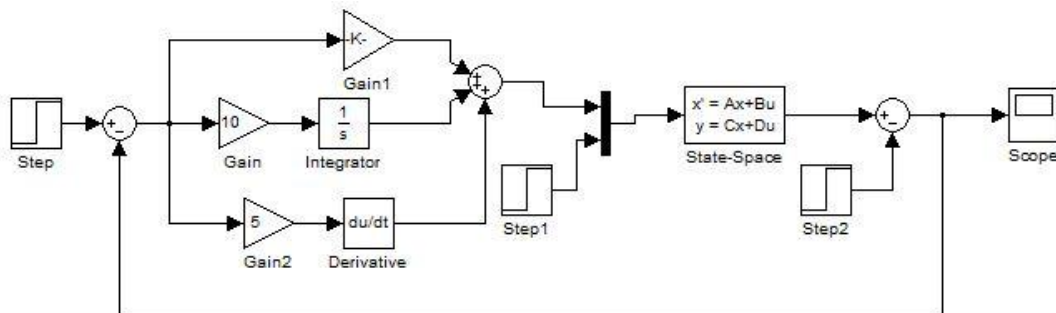 -K-
Gain1
Step
10
Gain
1
s
Integrator
5
Gain2
du/dt
Derivative
Step1
x' = Ax+Bu
y = Cx+Du
State-Space
Step2
Scope